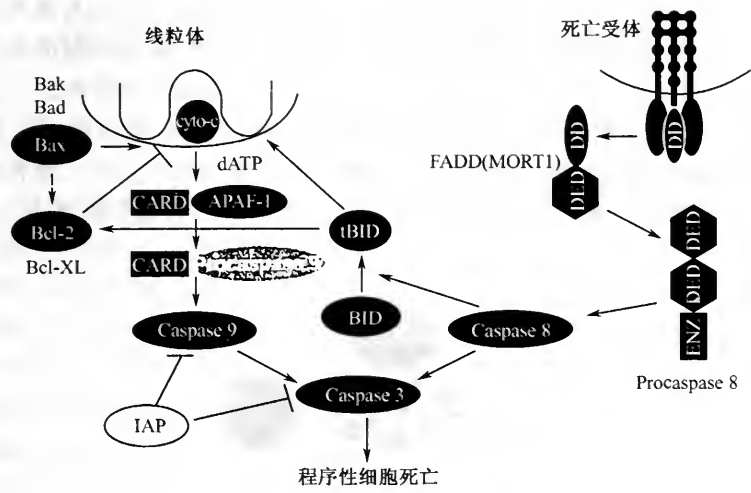 线粒体
死亡受体
Bak
Bad
cyto-c
Bax
dATP
DD
DD
FADD(MORT1)
DED
CARD
APAF-1
Bcl-2
tBID
Bcl-XL
CARD
DED
DED
ENZ
BID
Caspase 9
Caspase 8
Procaspase 8
Caspase 3
IAP
程序性细胞死亡